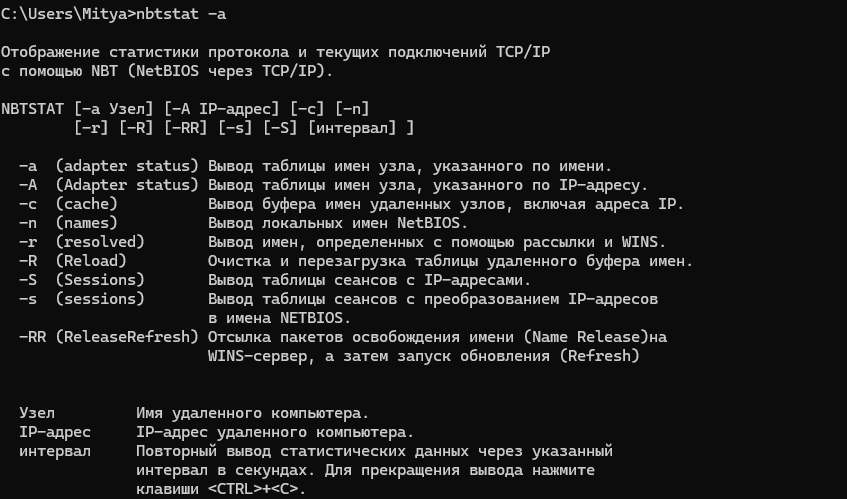 C:\Users\Mitya>nbtstat -a
Отображение статистики протокола и текущих подключений TCP/IP
с помощью NBT (NetBIOS через TCP/IP).
NBTSTAT [-a Узел] [-A IP-адрес] [-c] [-n]
[-r] [-R] [-RR] [-s] [-S] [интервал] ]
-a (adapter status) Вывод таблицы имен узла, указанного по имени.
-A (Adapter status) Вывод таблицы имен узла, указанного по IP-адресу.
-c (cache) Вывод буфера имен удаленных узлов, включая адреса IP.
-n (names) Вывод локальных имен NetBIOS.
-r (resolved) Вывод имен, определенных с помощью рассылки и WINS.
-R (Reload) Очистка и перезагрузка таблицы удаленного буфера имен.
-S (Sessions) Вывод таблицы сеансов с IP-адресами.
-s (sessions) Вывод таблицы сеансов с преобразованием IP-адресов
в имена NETBIOS.
-RR (ReleaseRefresh) Отсылка пакетов освобождения имени (Name Release)на
WINS-сервер, а затем запуск обновления (Refresh)
Узел Имя удаленного компьютера.
IP-адрес IP-адрес удаленного компьютера.
интервал Повторный вывод статистических данных через указанный
интервал в секундах. Для прекращения вывода нажмите
клавиши <CTRL>+<C>.